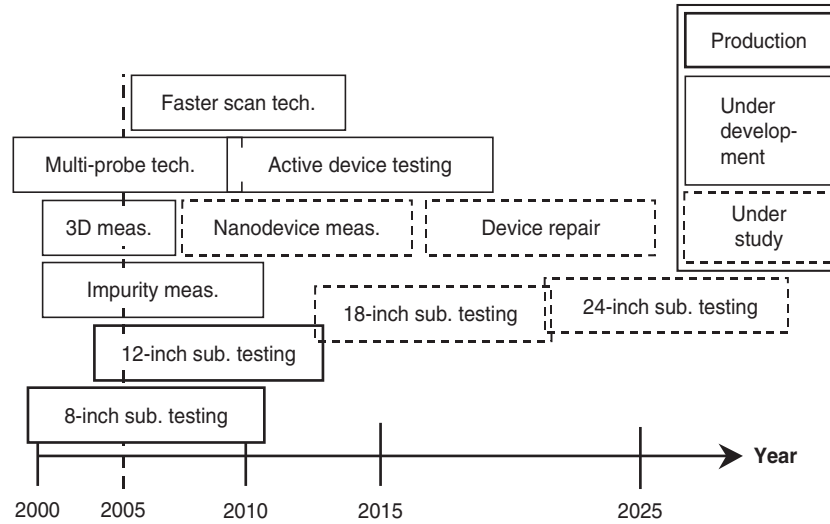 Production
Faster scan tech.
Under
develop-
ment
Multi-probe tech.
Active device testing
3D meas.
Nanodevice meas.
Device repair
Under
study
Impurity meas.
18-inch sub. testing
24-inch sub. testing
12-inch sub. testing
8-inch sub. testing
Year
2000
2005
2010
2015
2025